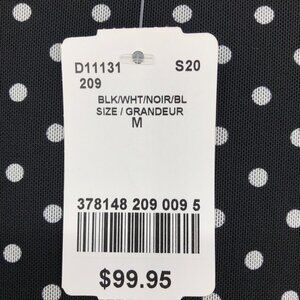 D11131 S20
209
BLK/WHT/NOIR/BL
SIZE / GRANDEUR
M
378148 209 009 5
$99.95